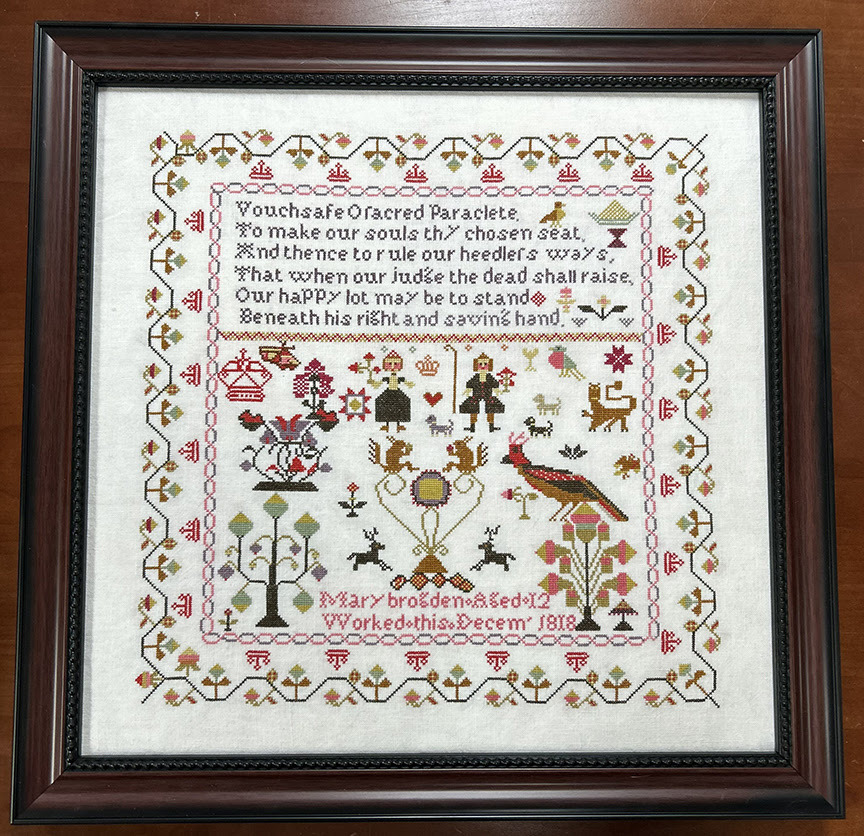 Vouchsafe O ſacred Paraclete,
To make our souls thy chosen seat,
And thence to rule our heedleſs ways,
That when our judge the dead shall raise,
Our haPPy lot may be to stand
Beneath his right and saving hand.
Mary brogden Aged 12
Worked this Decemr 1818